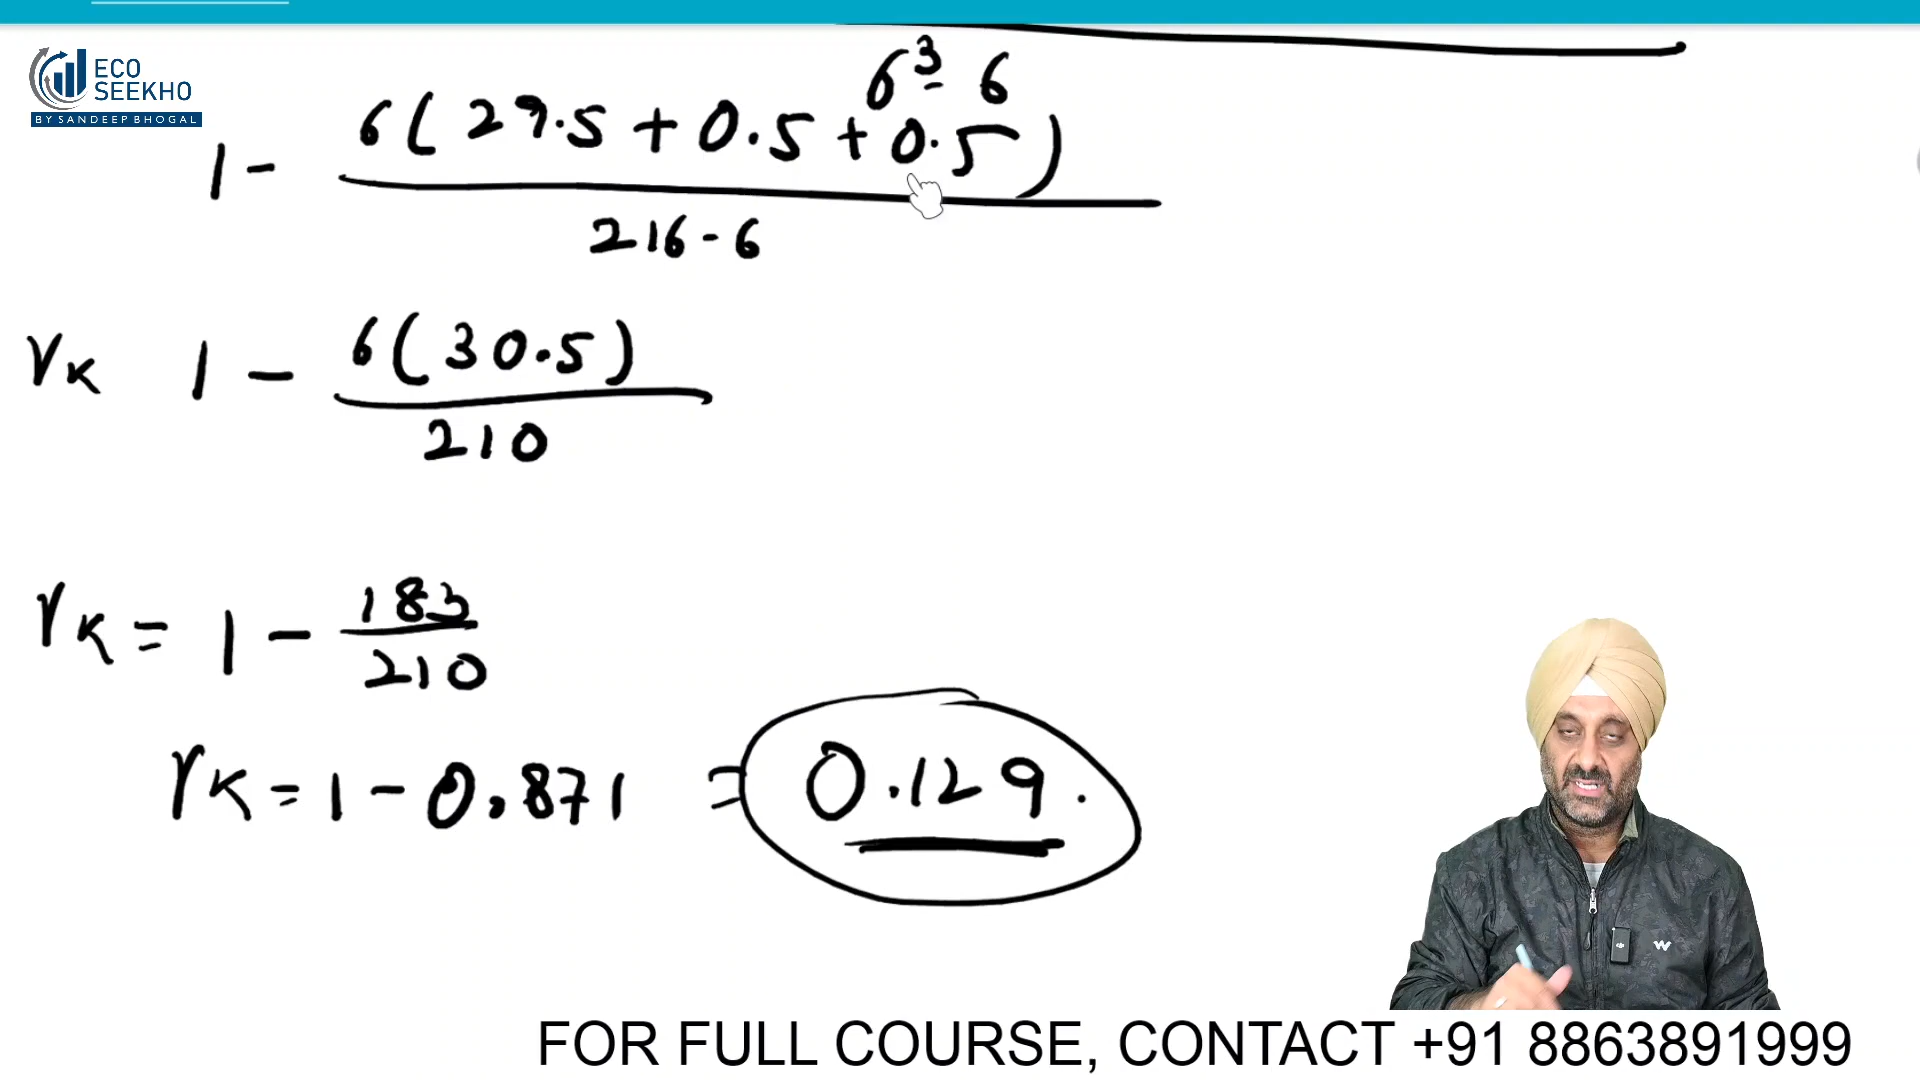 ECO
SEEKHO
BY SANDEEP BHOGAL
6³ - 6
1 - 6(29.5 + 0.5 + 0.5)
216 - 6
rk 1 - 6(30.5)
210
rk = 1 - 183
210
rk = 1 - 0.871 = 0.129.
FOR FULL COURSE, CONTACT +91 8863891999